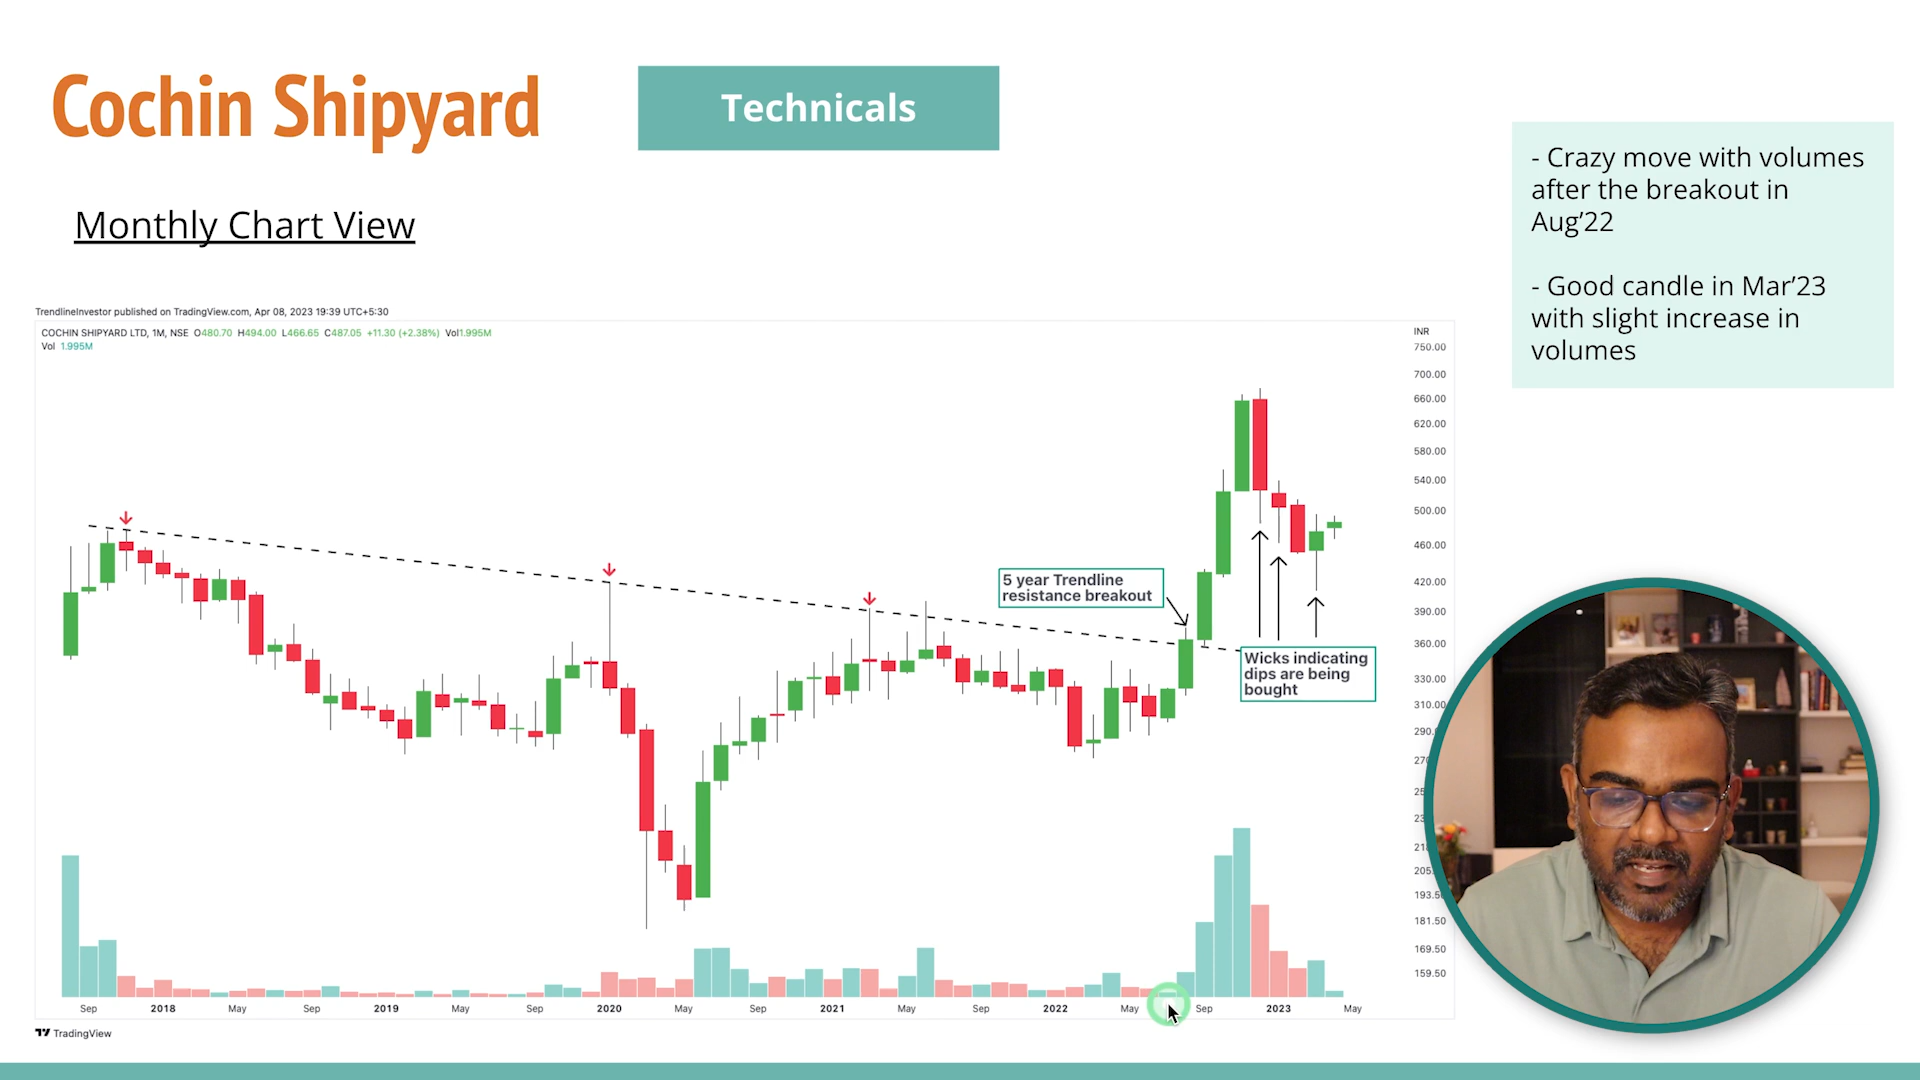 Cochin Shipyard
Technicals
- Crazy move with volumes
after the breakout in
Aug'22
- Good candle in Mar'23
with slight increase in
volumes
Monthly Chart View
TrendlineInvestor published on TradingView.com, Apr 08, 2023 19:39 UTC+5:30
COCHIN SHIPYARD LTD, 1M, NSE O480.70 H494.00 L466.65 C487.05 +11.30 (+2.38%) Vol1.995M
Vol 1.995M
INR
750.00
700.00
660.00
620.00
580.00
540.00
500.00
460.00
420.00
390.00
360.00
330.00
310.00
290.
181.50
169.50
159.50
5 year Trendline
resistance breakout
Wicks indicating
dips are being
bought
Sep 2018 May Sep 2019 May Sep 2020 May Sep 2021 May Sep 2022 May Sep 2023 May
TradingView